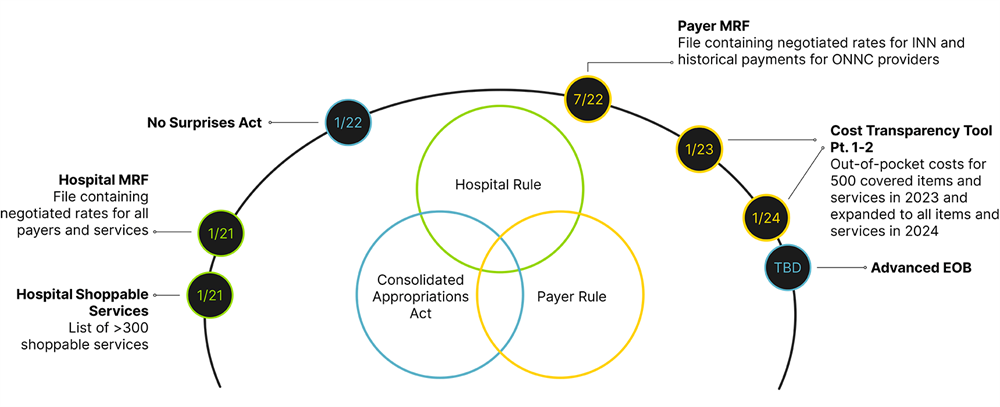 Payer MRF
File containing negotiated rates for INN and
historical payments for ONNC providers
7/22
No Surprises Act
1/22
1/23
Cost Transparency Tool
Pt. 1-2
Out-of-pocket costs for
500 covered items and
services in 2023 and
expanded to all items and
services in 2024
1/24
Hospital MRF
File containing
negotiated rates for all
payers and services
1/21
Hospital Rule
TBD
Advanced EOB
Hospital Shoppable
Services
List of >300
shoppable services
1/21
Consolidated
Appropriations
Act
Payer Rule